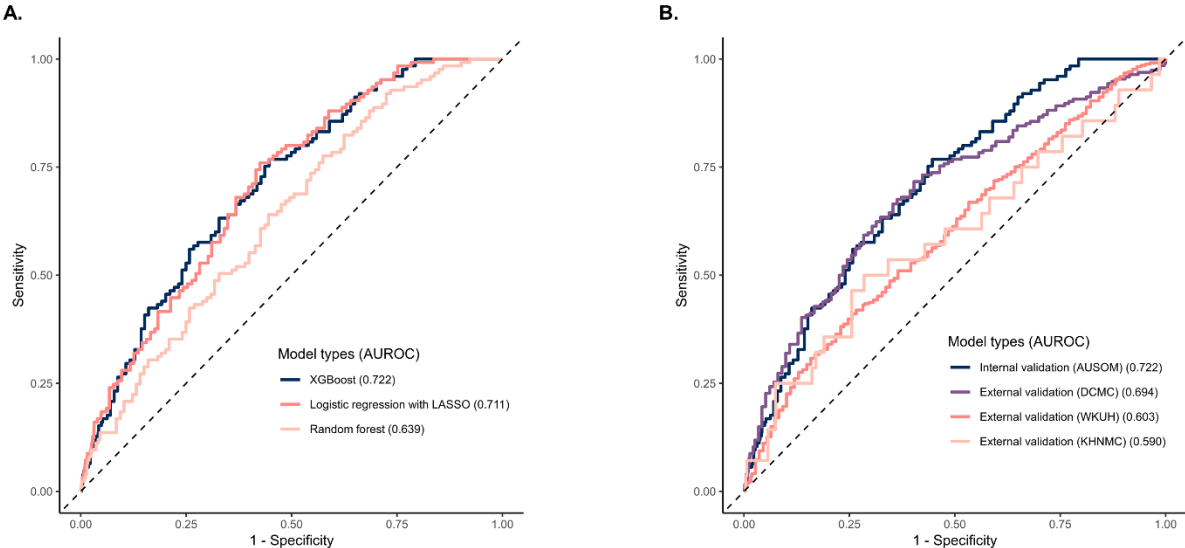 A.
1.00
0.75
0.50
0.25
0.00
Sensitivity
Model types (AUROC)
XGBoost (0.722)
Logistic regression with LASSO (0.711)
Random forest (0.639)
0.00 0.25 0.50 0.75 1.00
1 - Specificity
B.
1.00
0.75
0.50
0.25
0.00
Sensitivity
Model types (AUROC)
Internal validation (AUSOM) (0.722)
External validation (DCMC) (0.694)
External validation (WKUH) (0.603)
External validation (KHNMC) (0.590)
0.00 0.25 0.50 0.75 1.00
1 - Specificity